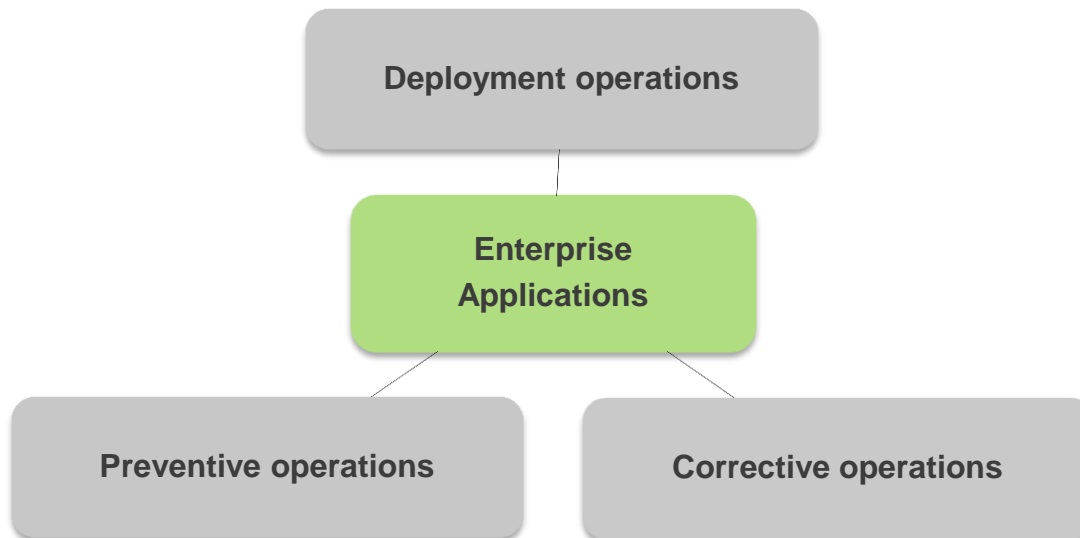 Deployment operations
Enterprise
Applications
Preventive operations
Corrective operations